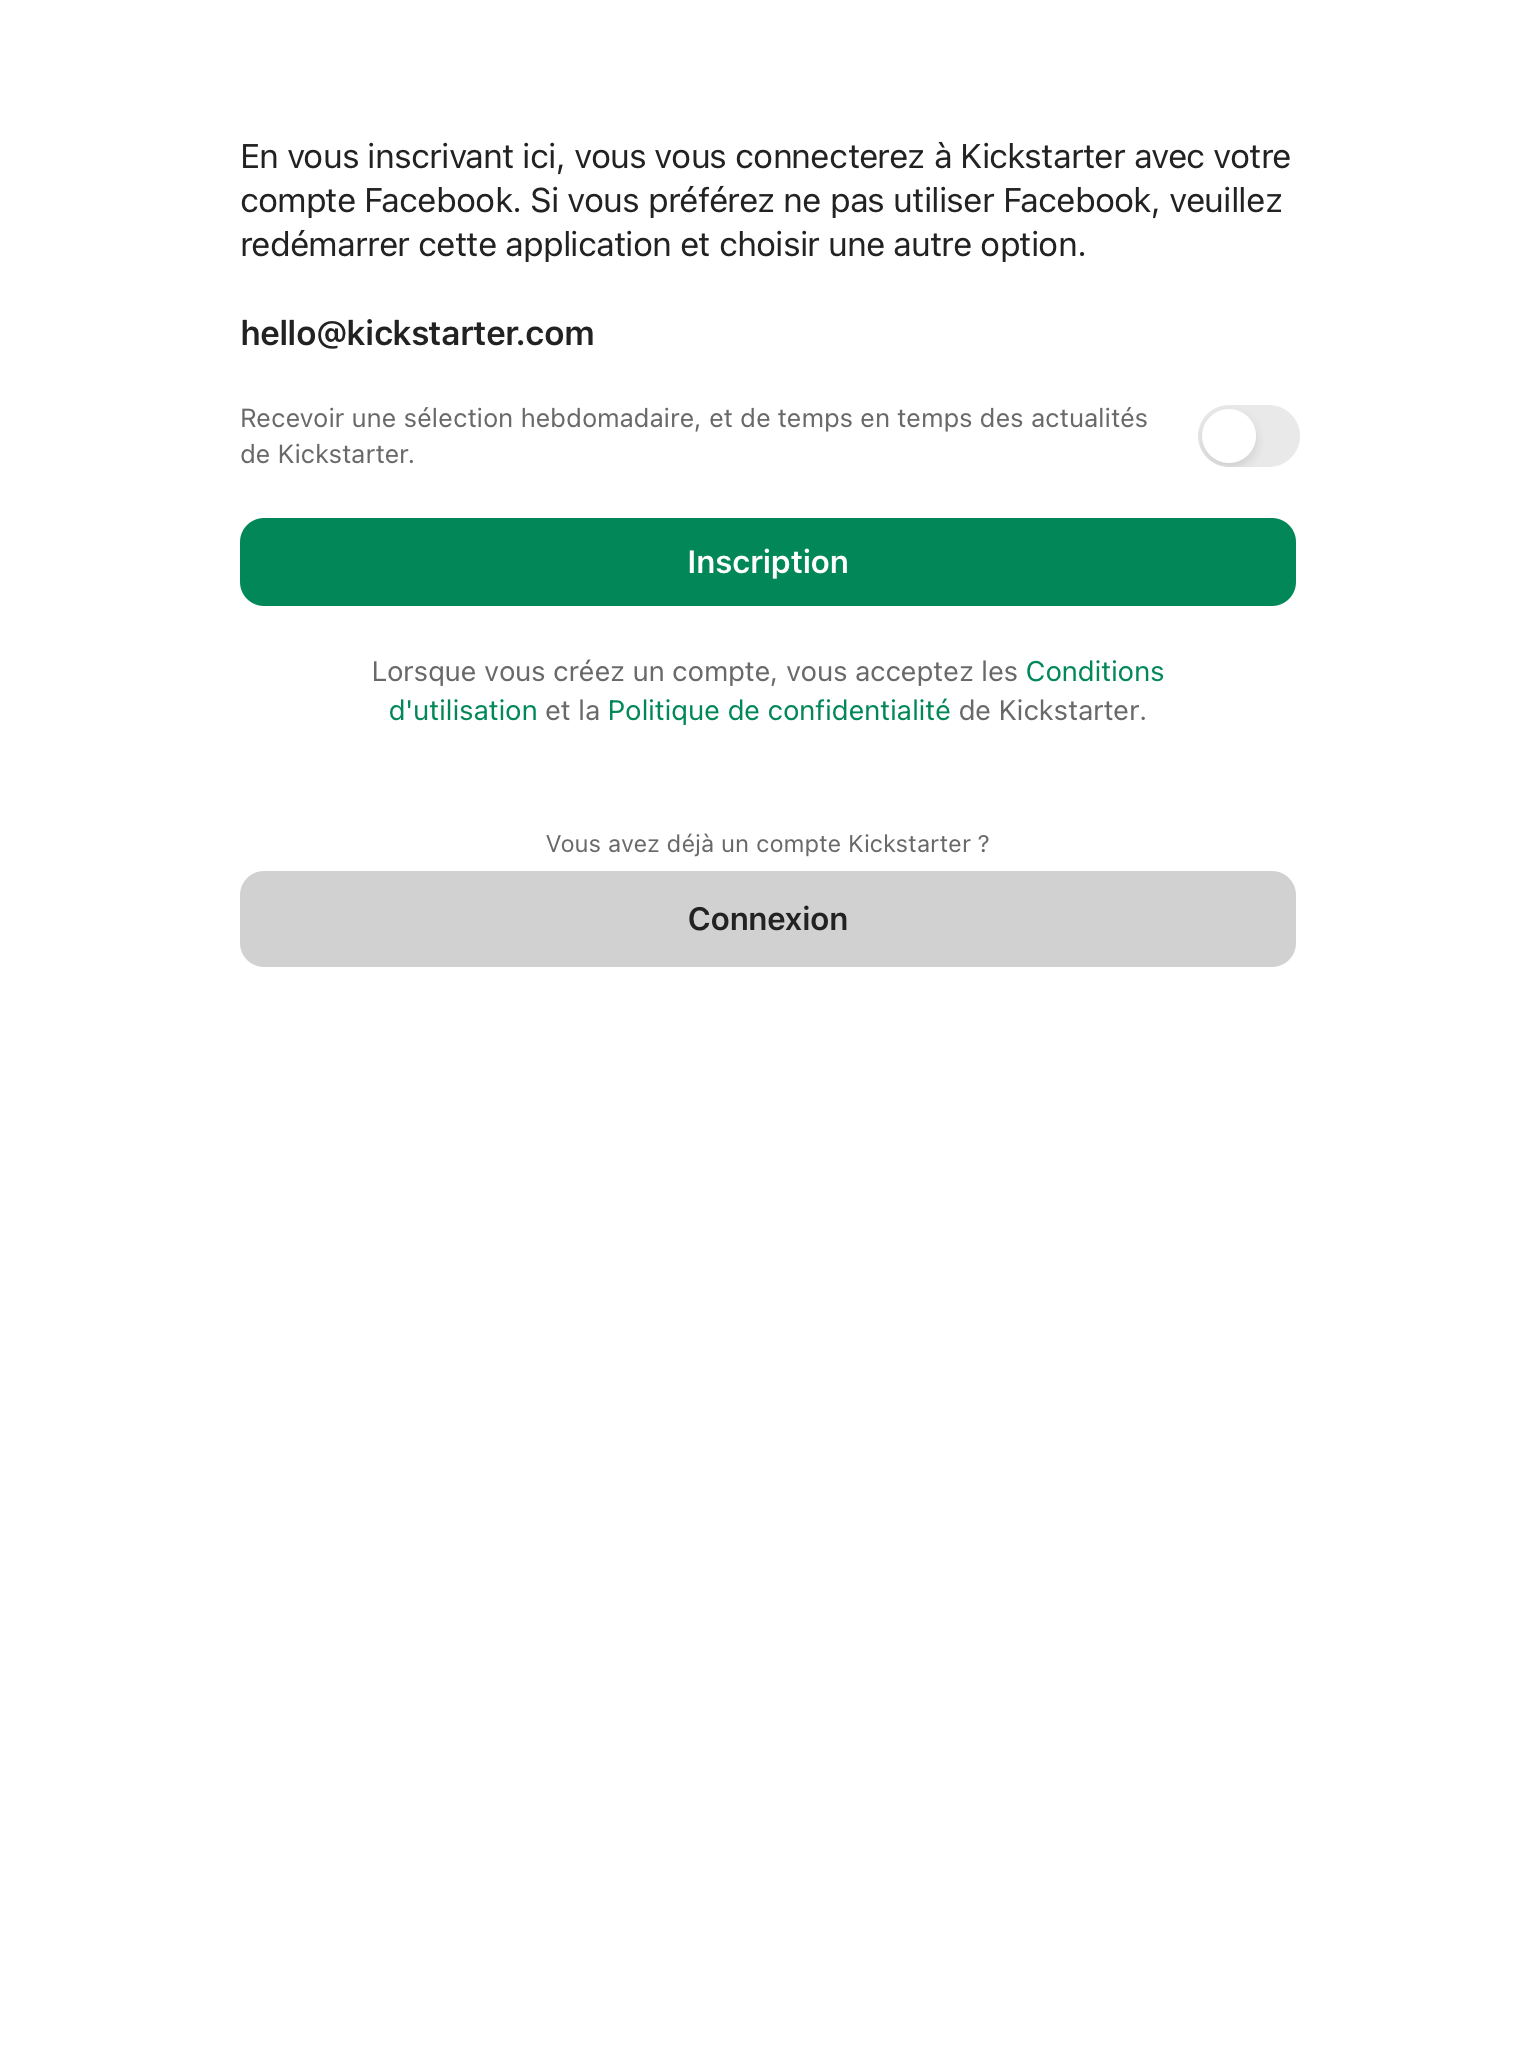 En vous inscrivant ici, vous vous connecterez à Kickstarter avec votre
compte Facebook. Si vous préférez ne pas utiliser Facebook, veuillez
redémarrer cette application et choisir une autre option.
hello@kickstarter.com
Recevoir une sélection hebdomadaire, et de temps en temps des actualités
de Kickstarter.
Inscription
Lorsque vous créez un compte, vous acceptez les Conditions
d'utilisation et la Politique de confidentialité de Kickstarter.
Vous avez déjà un compte Kickstarter ?
Connexion